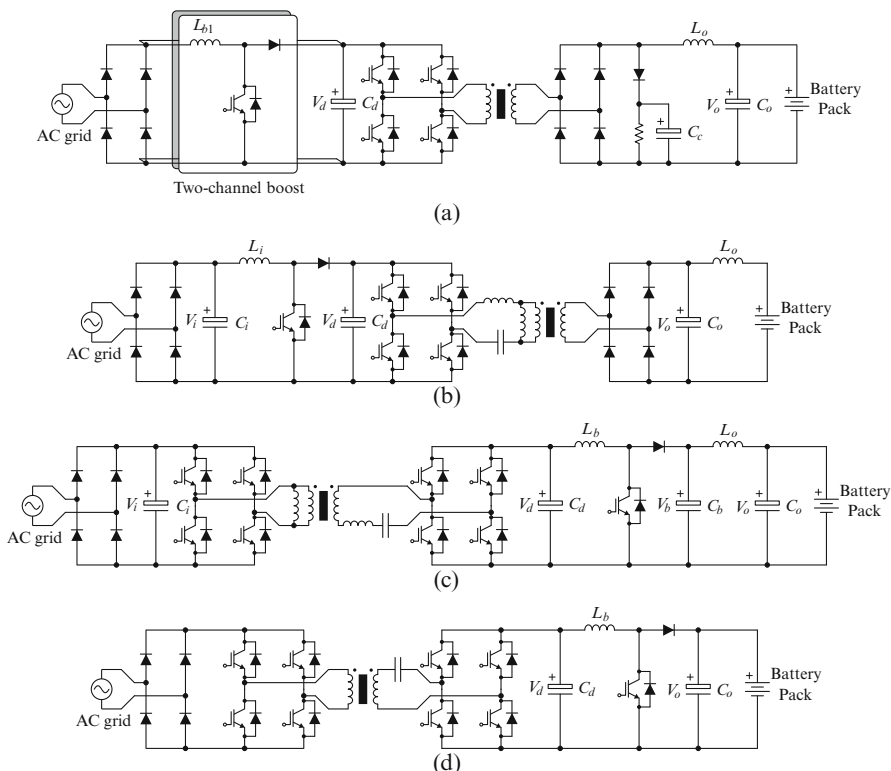 L_b1
L_o
AC grid
V_d
C_d
C_c
V_o
C_o
Battery
Pack
Two-channel boost
(a)
L_i
L_o
AC grid
V_i
C_i
V_d
C_d
V_o
C_o
Battery
Pack
(b)
L_b
L_o
AC grid
V_i
C_i
V_d
C_d
V_b
C_b
V_o
C_o
Battery
Pack
(c)
L_b
AC grid
V_d
C_d
V_o
C_o
Battery
Pack
(d)